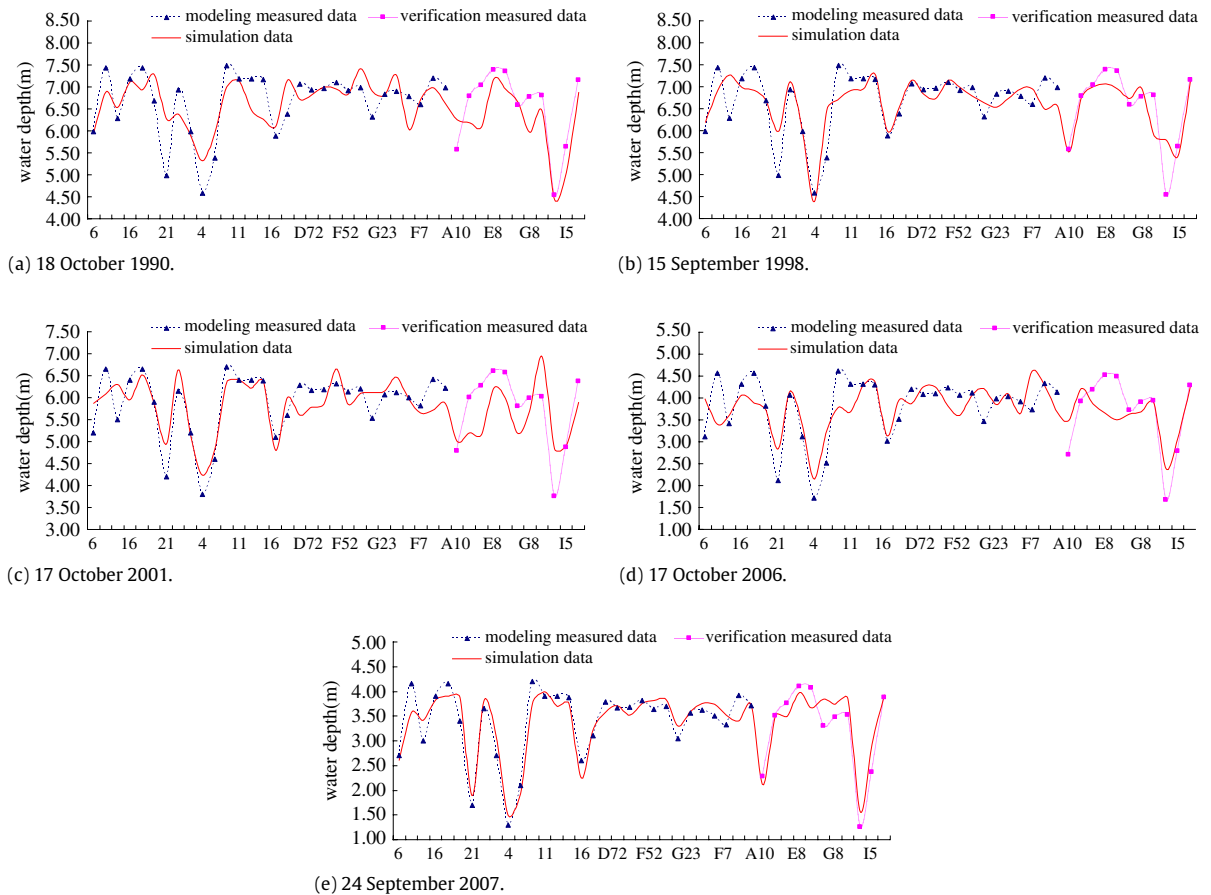 modeling measured data
verification measured data
simulation data
water depth(m)
8.50
8.00
7.50
7.00
6.50
6.00
5.50
5.00
4.50
4.00
6 16 21 4 11 16 D72 F52 G23 F7 A10 E8 G8 I5
(a) 18 October 1990.
modeling measured data
verification measured data
simulation data
water depth(m)
8.50
8.00
7.50
7.00
6.50
6.00
5.50
5.00
4.50
4.00
6 16 21 4 11 16 D72 F52 G23 F7 A10 E8 G8 I5
(b) 15 September 1998.
modeling measured data
verification measured data
simulation data
water depth(m)
7.50
7.00
6.50
6.00
5.50
5.00
4.50
4.00
3.50
3.00
6 16 21 4 11 16 D72 F52 G23 F7 A10 E8 G8 I5
(c) 17 October 2001.
modeling measured data
verification measured data
simulation data
water depth(m)
5.50
5.00
4.50
4.00
3.50
3.00
2.50
2.00
1.50
1.00
6 16 21 4 11 16 D72 F52 G23 F7 A10 E8 G8 I5
(d) 17 October 2006.
modeling measured data
verification measured data
simulation data
water depth(m)
5.00
4.50
4.00
3.50
3.00
2.50
2.00
1.50
1.00
6 16 21 4 11 16 D72 F52 G23 F7 A10 E8 G8 I5
(e) 24 September 2007.